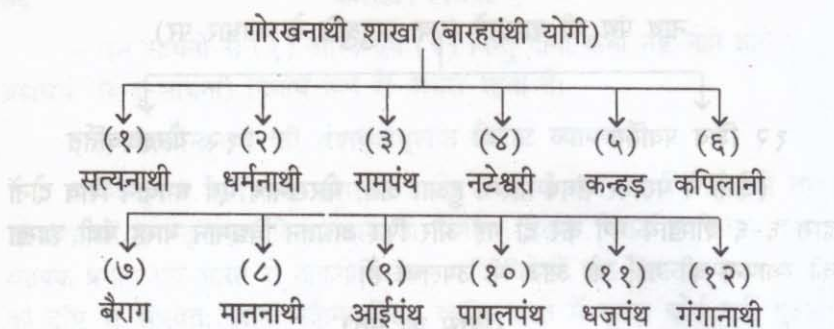 गोरखनाथी शाखा (बारहपंथी योगी)
(१) (२) (३) (४) (५) (६)
सत्यनाथी धर्मनाथी रामपंथ नटेश्वरी कन्हड़ कपिलानी
(७) (८) (९) (१०) (११) (१२)
बैराग माननाथी आईपंथ पागलपंथ धजपंथ गंगानाथी